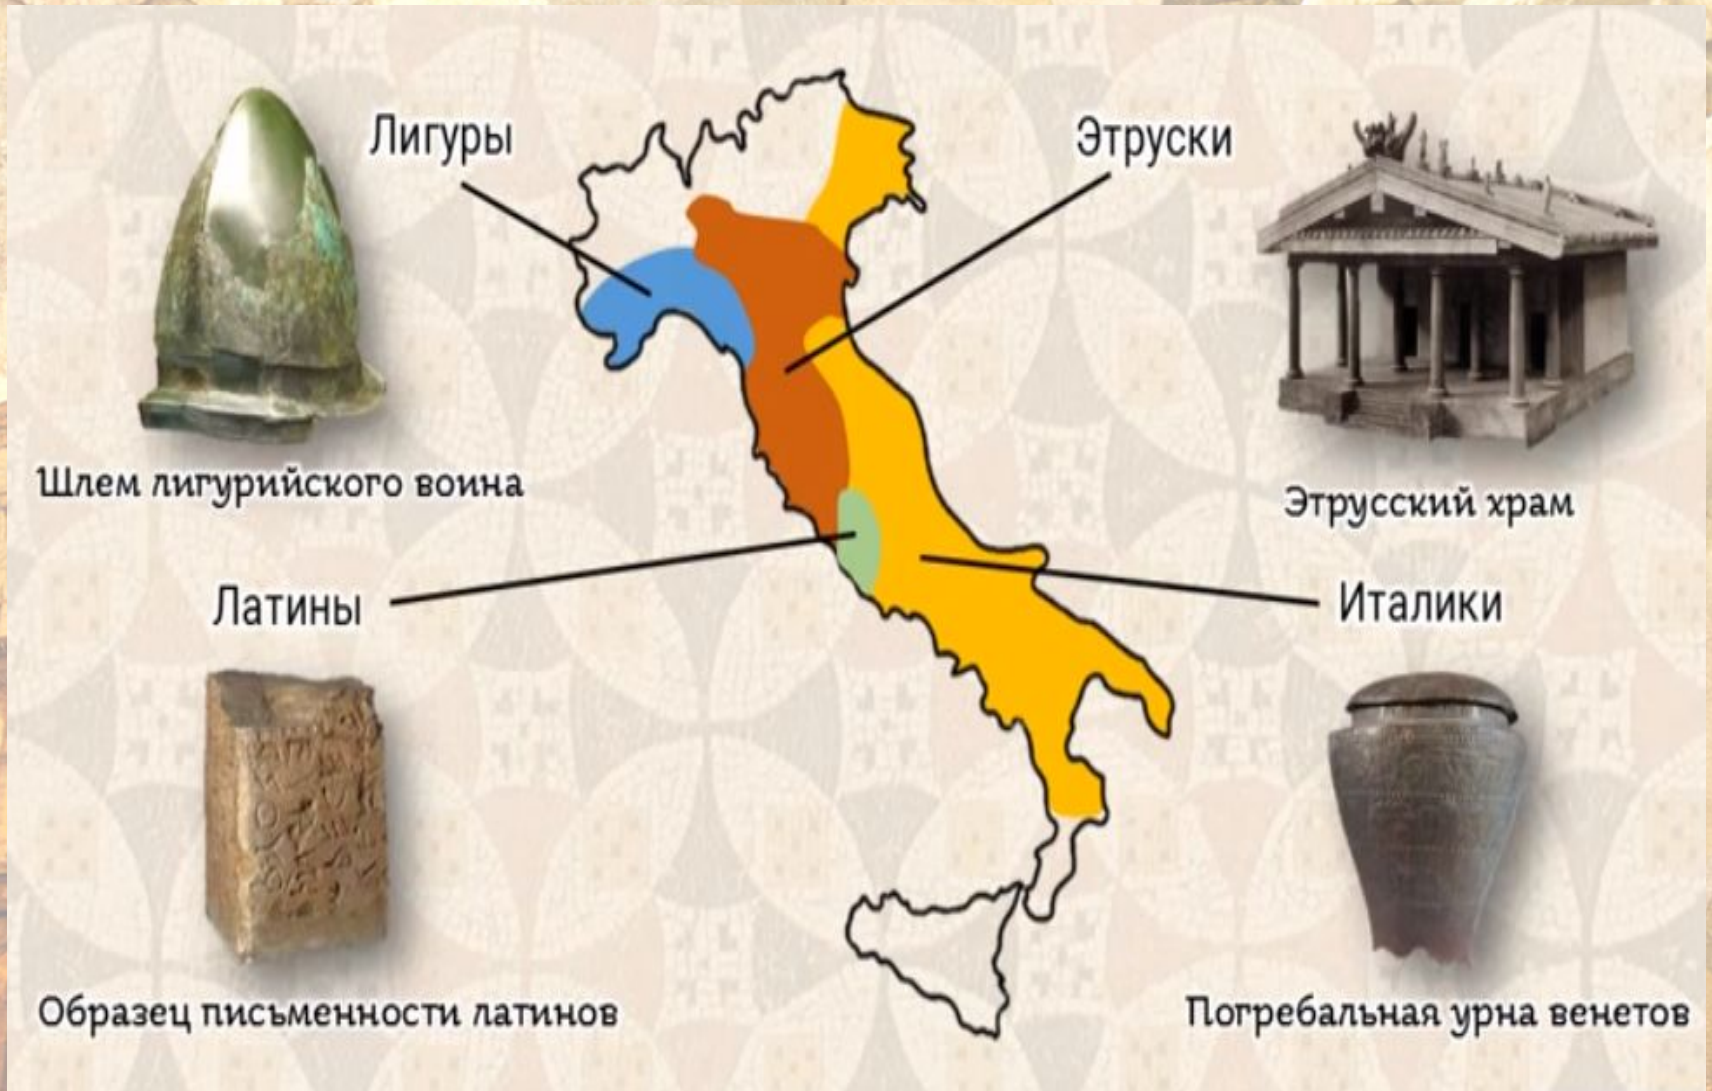 Лигуры
Этруски
Шлем лигурийского воина
Этрусский храм
Латины
Италики
Образец письменности латинов
Погребальная урна венетов